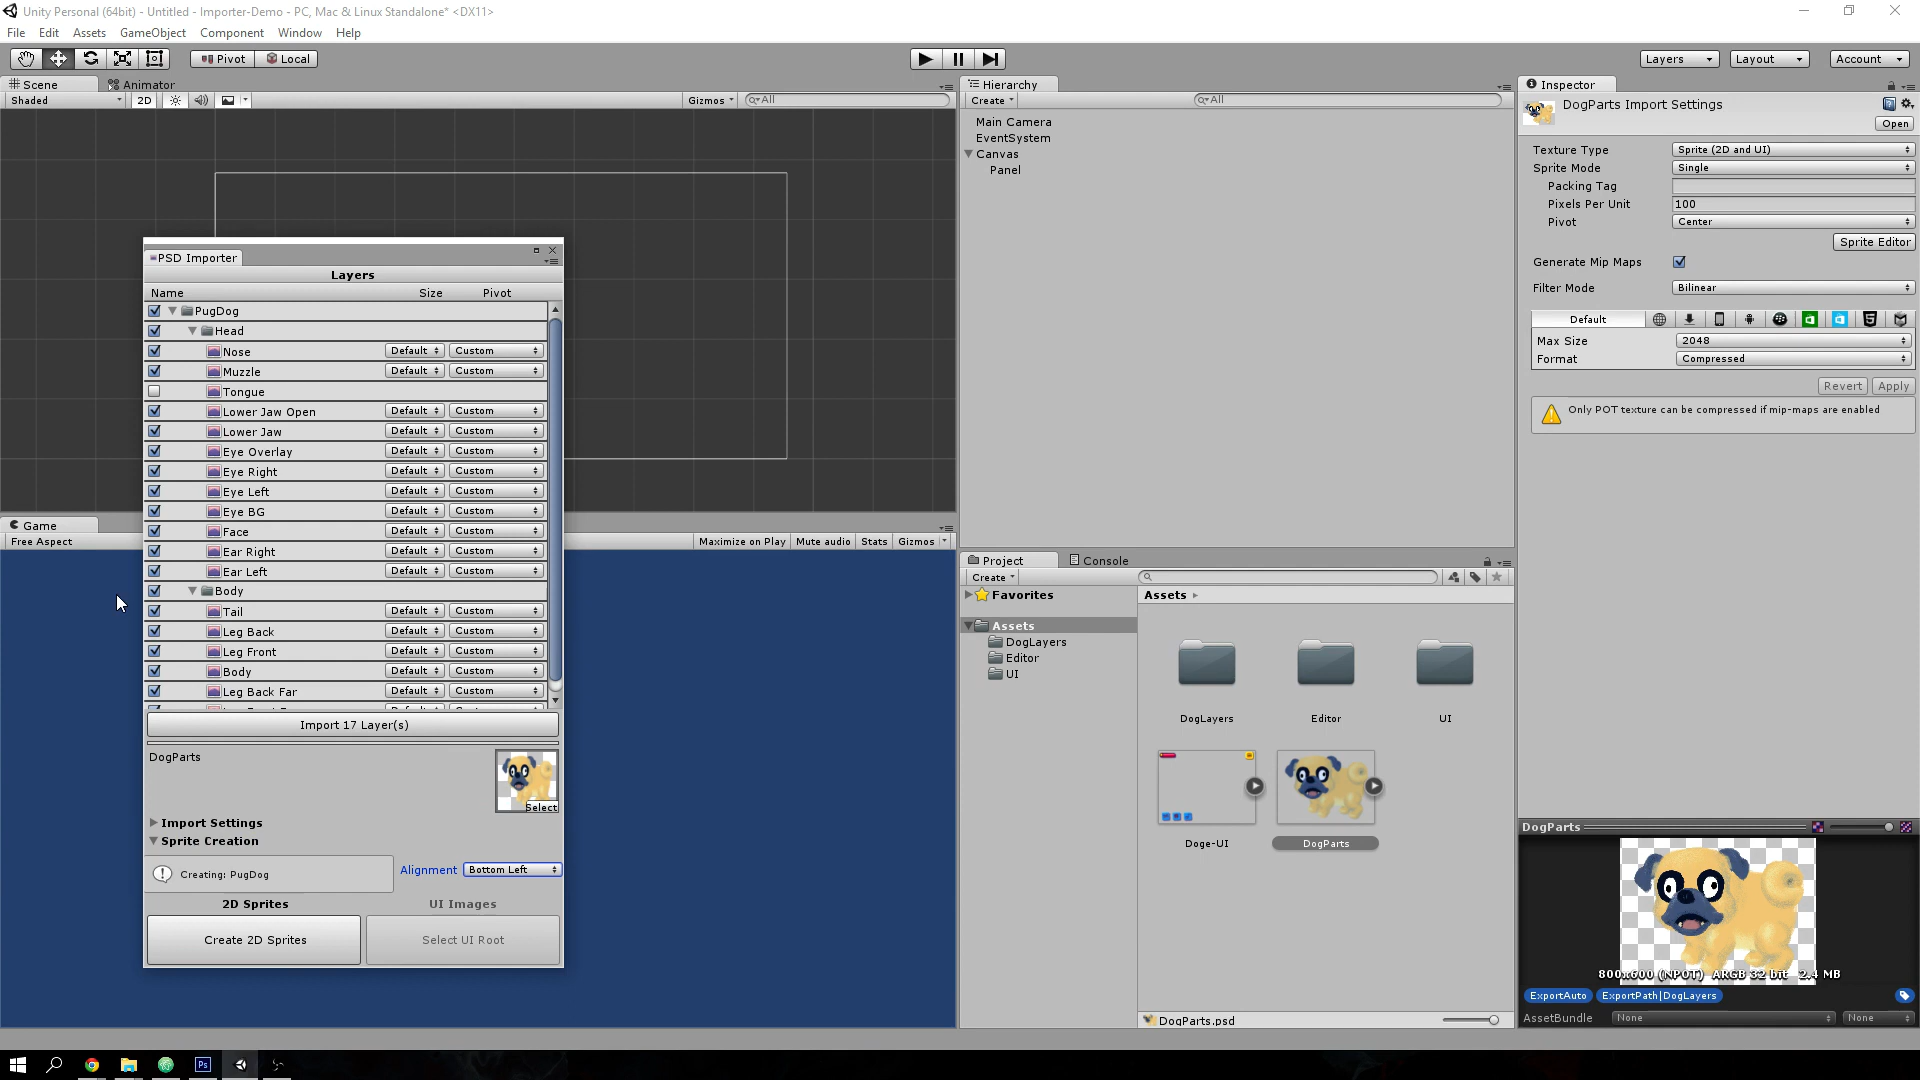 Unity Personal (64bit) - Untitled - Importer-Demo - PC, Mac & Linux Standalone* <DX11>
File Edit Assets GameObject Component Window Help
Pivot Local
Layers Layout Account
Scene Animator
Shaded 2D Gizmos All
Hierarchy
Create All
Main Camera
EventSystem
Canvas
Panel
PSD Importer
Layers
Name Size Pivot
PugDog
Head
Nose Default Custom
Muzzle Default Custom
Tongue
Lower Jaw Open Default Custom
Lower Jaw Default Custom
Eye Overlay Default Custom
Eye Right Default Custom
Eye Left Default Custom
Eye BG Default Custom
Face Default Custom
Ear Right Default Custom
Ear Left Default Custom
Body
Tail Default Custom
Leg Back Default Custom
Leg Front Default Custom
Body Default Custom
Leg Back Far Default Custom
Import 17 Layer(s)
DogParts
Select
Import Settings
Sprite Creation
Creating: PugDog
Alignment Bottom Left
2D Sprites UI Images
Create 2D Sprites Select UI Root
Game
Free Aspect Maximize on Play Mute audio Stats Gizmos
Project Console
Create
Favorites
Assets
DogLayers
Editor
UI
Assets
DogLayers Editor UI
Doge-UI DogParts
DogParts.psd
Inspector
DogParts Import Settings
Open
Texture Type Sprite (2D and UI)
Sprite Mode Single
Packing Tag
Pixels Per Unit 100
Pivot Center
Sprite Editor
Generate Mip Maps
Filter Mode Bilinear
Default
Max Size 2048
Format Compressed
Revert Apply
Only POT texture can be compressed if mip-maps are enabled
DogParts
800x600 (NPOT) ARGB 32 bit 2.4 MB
ExportAuto ExportPath|DogLayers
AssetBundle None None
Ps